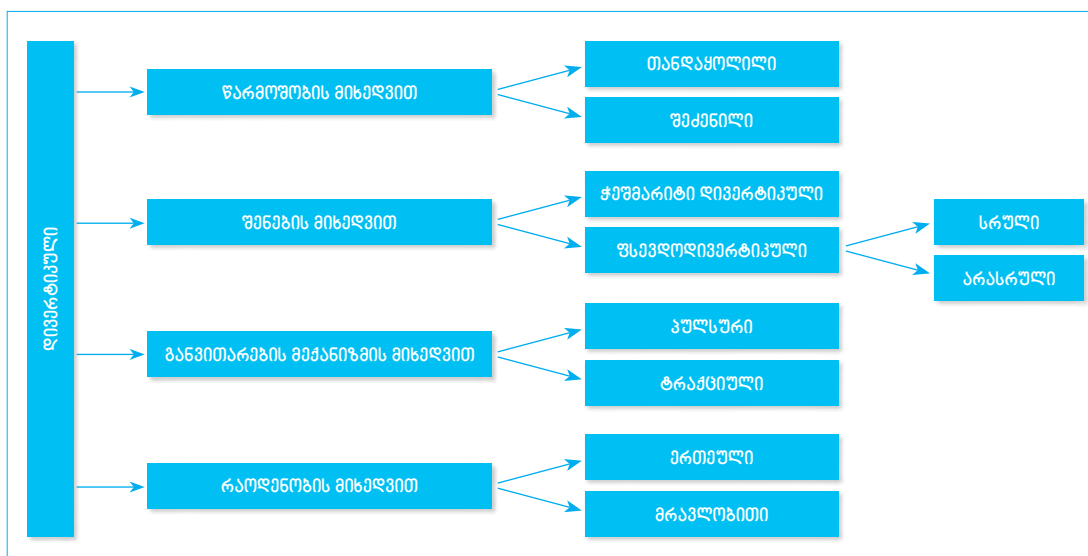 დივერტიკული
წარმოშობის მიხედვით
თანდაყოლილი
შეძენილი
შენების მიხედვით
ჭეშმარიტი დივერტიკული
ფსევდოდივერტიკული
სრული
არასრული
განვითარების მექანიზმის მიხედვით
პულსური
ტრაქციული
რაოდენობის მიხედვით
ერთეული
მრავლობითი